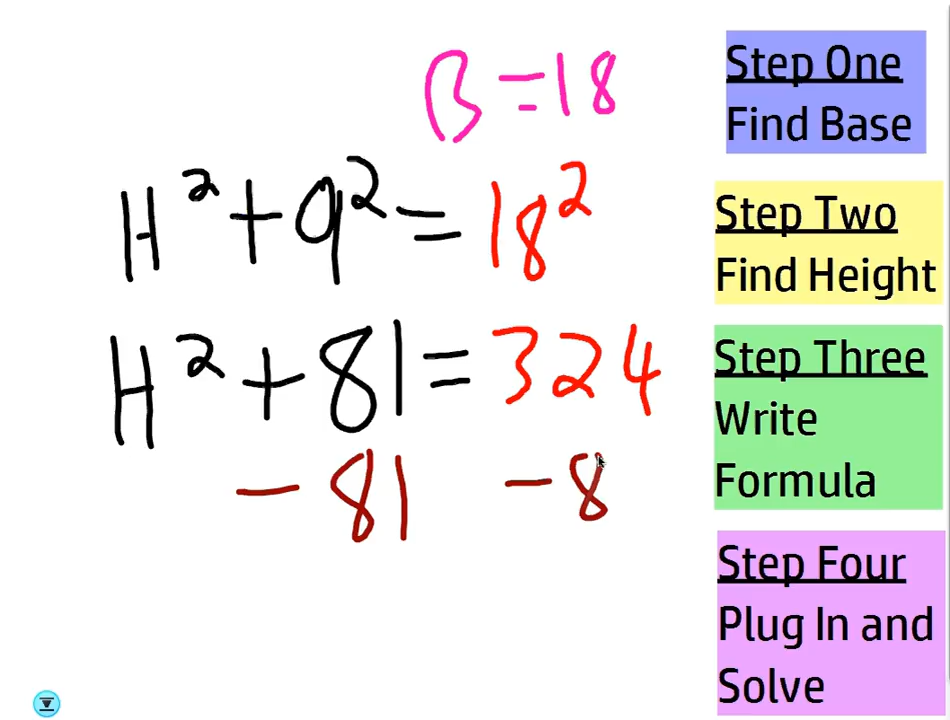 B = 18
H² + 9² = 18²
H² + 81 = 324
- 81 - 8
Step One
Find Base
Step Two
Find Height
Step Three
Write
Formula
Step Four
Plug In and
Solve